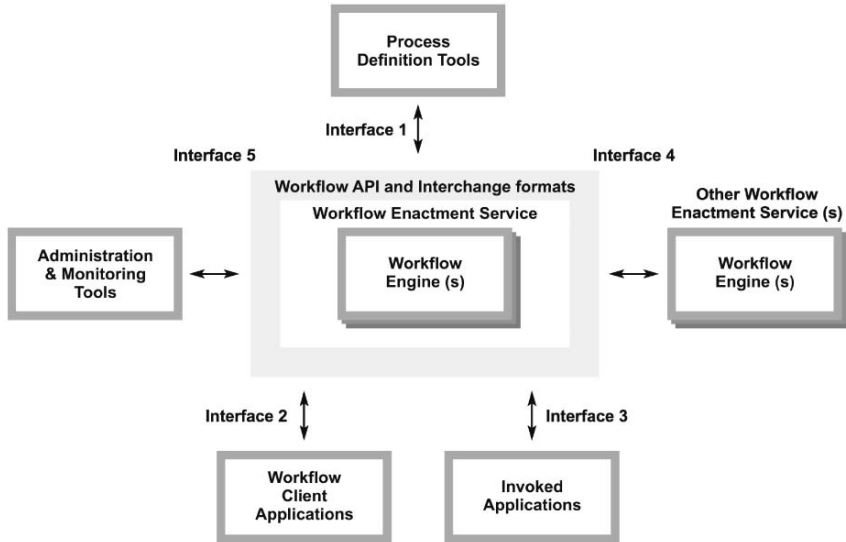 Process
Definition Tools
Interface 1
Interface 5
Interface 4
Workflow API and Interchange formats
Workflow Enactment Service
Workflow
Engine (s)
Administration
& Monitoring
Tools
Other Workflow
Enactment Service (s)
Workflow
Engine (s)
Interface 2
Interface 3
Workflow
Client
Applications
Invoked
Applications